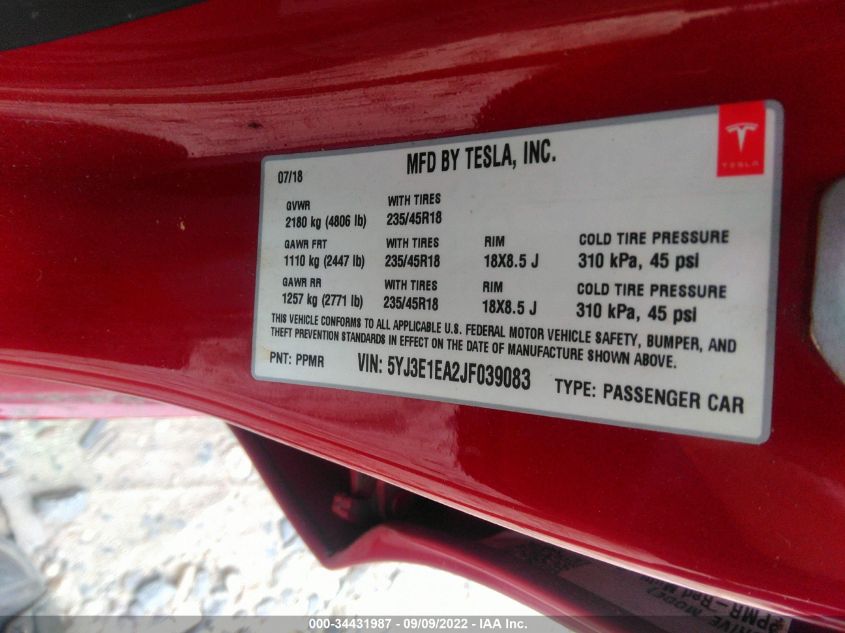 07/18
MFD BY TESLA, INC.
TESLA
GVWR WITH TIRES
2180 kg (4806 lb) 235/45R18
GAWR FRT WITH TIRES RIM COLD TIRE PRESSURE
1110 kg (2447 lb) 235/45R18 18X8.5 J 310 kPa, 45 psi
GAWR RR WITH TIRES RIM COLD TIRE PRESSURE
1257 kg (2771 lb) 235/45R18 18X8.5 J 310 kPa, 45 psi
THIS VEHICLE CONFORMS TO ALL APPLICABLE U.S. FEDERAL MOTOR VEHICLE SAFETY, BUMPER, AND
THEFT PREVENTION STANDARDS IN EFFECT ON THE DATE OF MANUFACTURE SHOWN ABOVE.
PNT: PPMR VIN: 5YJ3E1EA2JF039083 TYPE: PASSENGER CAR
PPMR - Red
000-34431987 - 09/09/2022 - IAA Inc.